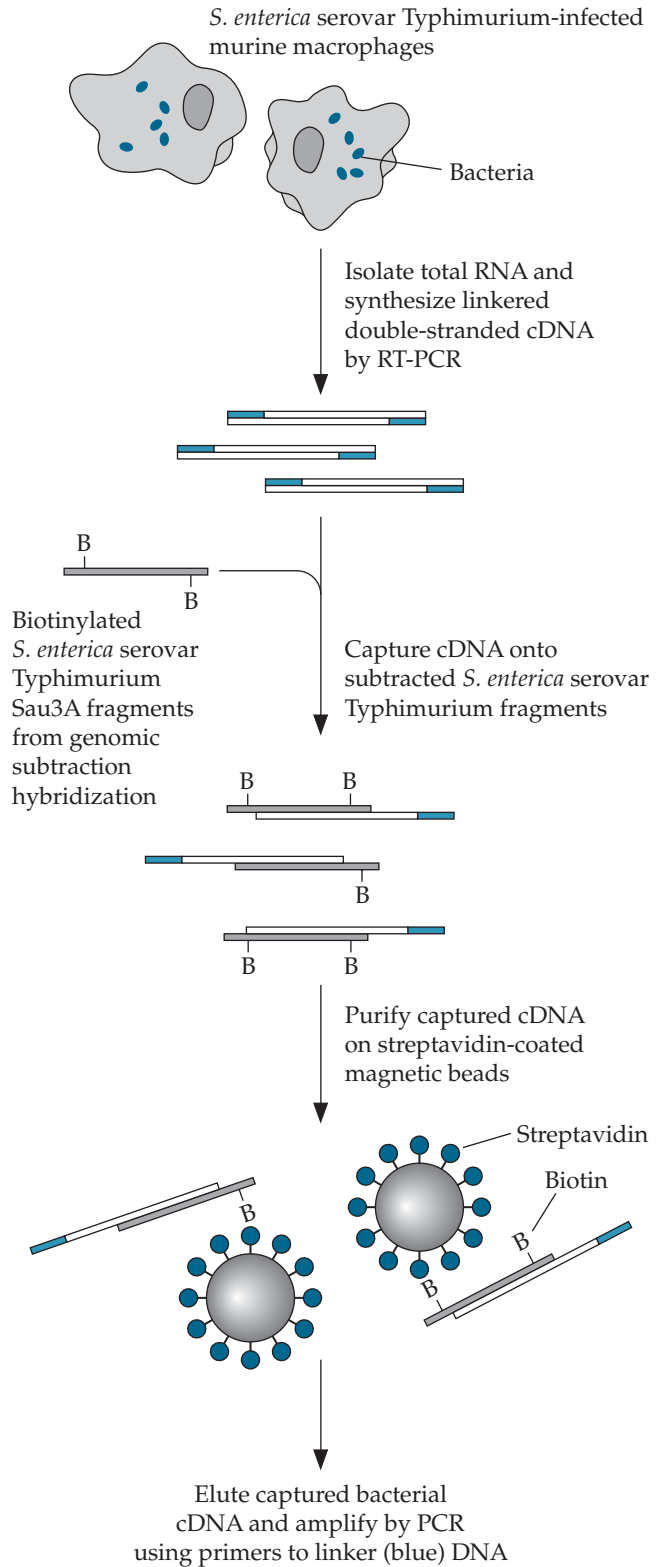 S. enterica serovar Typhimurium-infected
murine macrophages
Bacteria
Isolate total RNA and
synthesize linkered
double-stranded cDNA
by RT-PCR
B
B
Biotinylated
S. enterica serovar
Typhimurium
Sau3A fragments
from genomic
subtraction
hybridization
Capture cDNA onto
subtracted S. enterica serovar
Typhimurium fragments
B B
B
B B
Purify captured cDNA
on streptavidin-coated
magnetic beads
Streptavidin
Biotin
B
B
B
Elute captured bacterial
cDNA and amplify by PCR
using primers to linker (blue) DNA